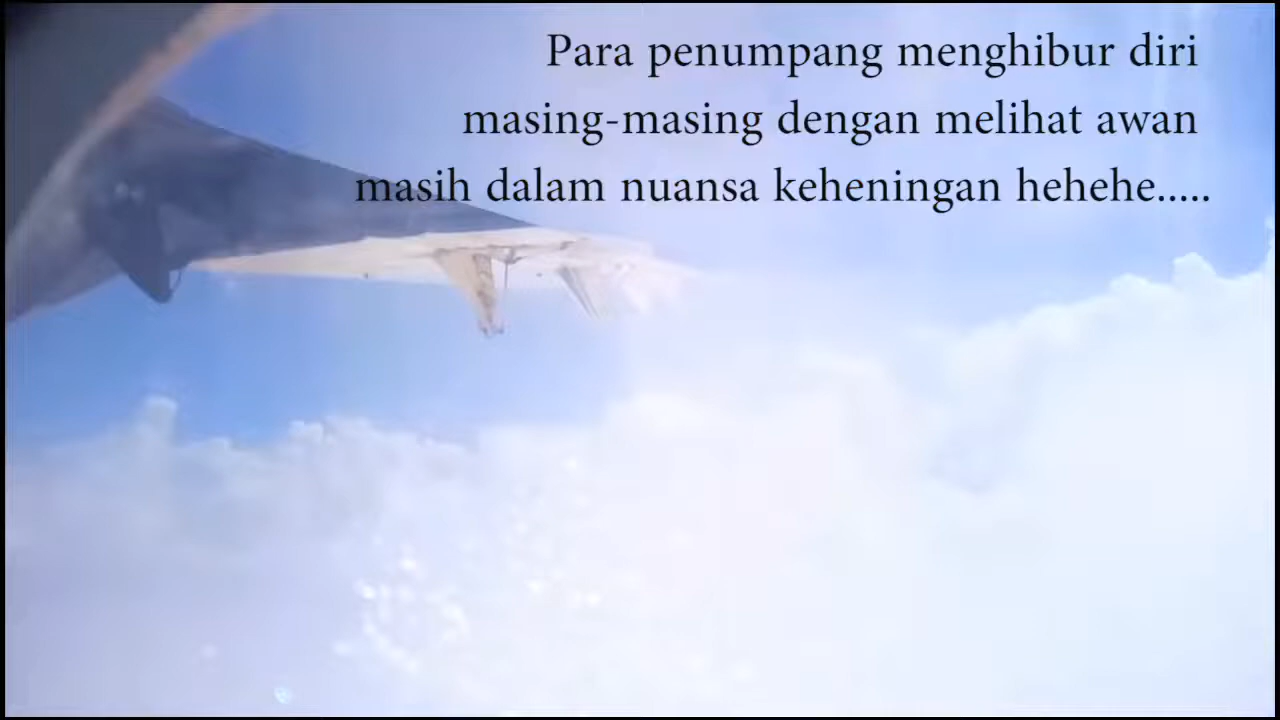 Para penumpang menghibur diri
masing-masing dengan melihat awan
masih dalam nuansa keheningan hehehe.....